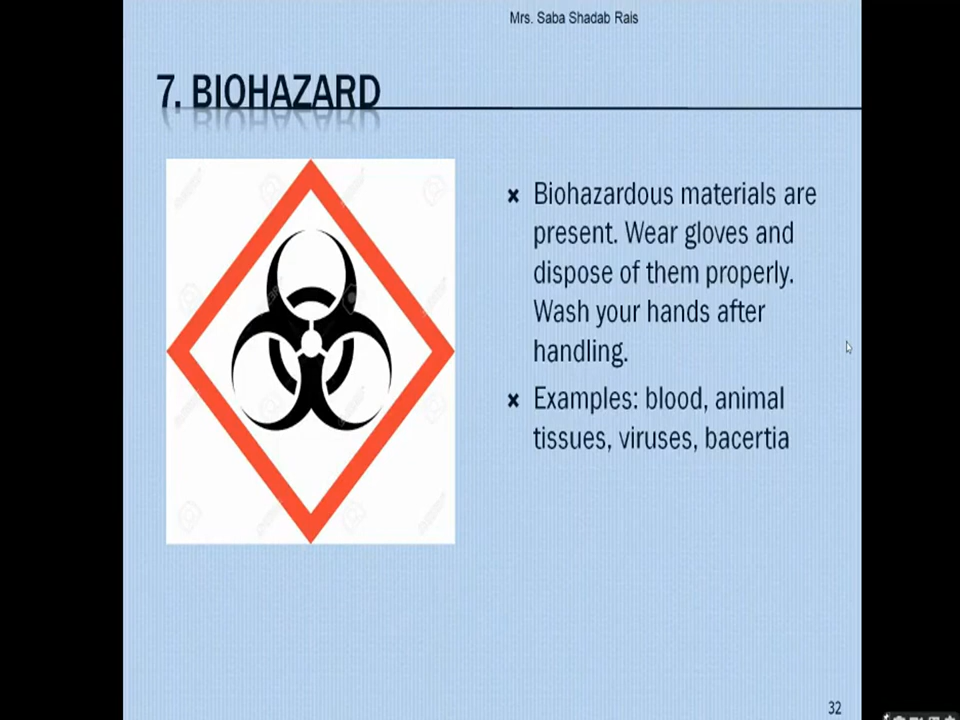 Mrs. Saba Shadab Rais
7. BIOHAZARD
× Biohazardous materials are
present. Wear gloves and
dispose of them properly.
Wash your hands after
handling.
× Examples: blood, animal
tissues, viruses, bacertia
32